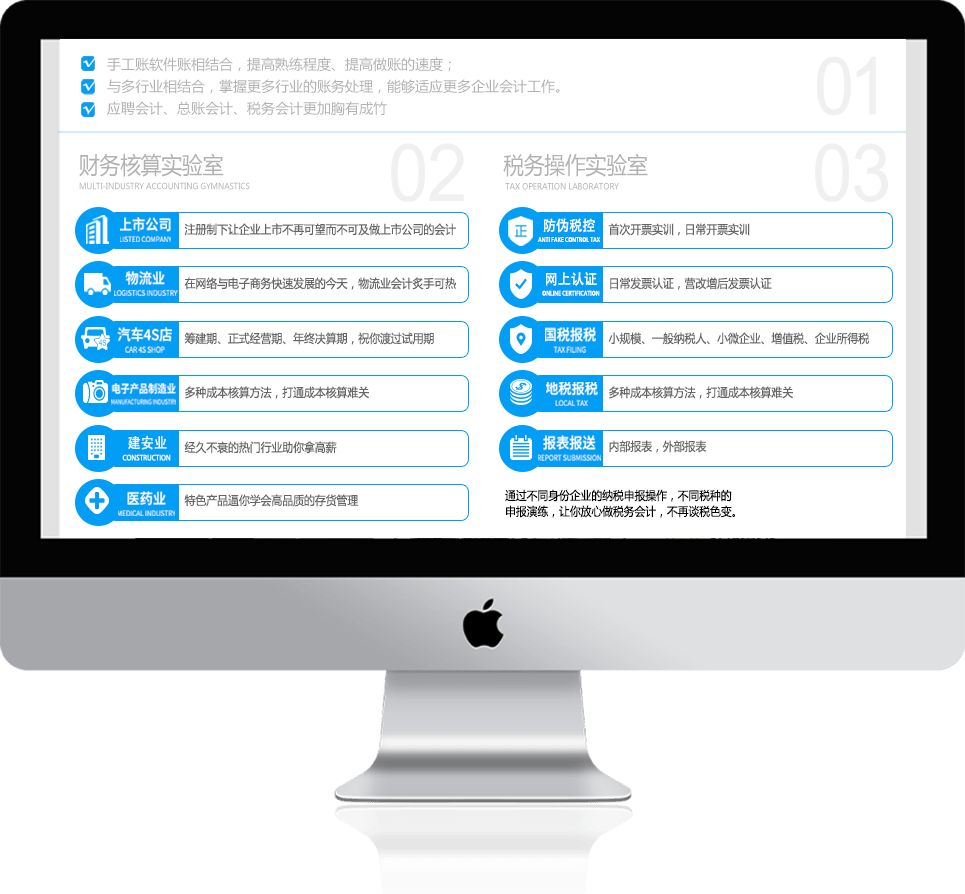 手工账软件账相结合，提高熟练程度、提高做账的速度；
与多行业相结合，掌握更多行业的账务处理，能够适应更多企业会计工作。
应聘会计、总账会计、税务会计更加胸有成竹
01
财务核算实验室
MULTI-INDUSTRY ACCOUNTING GYMNASTICS
02
上市公司
LISTED COMPANY
注册制下让企业上市不再可望而不可及做上市公司的会计
物流业
LOGISTICS INDUSTRY
在网络与电子商务快速发展的今天，物流业会计炙手可热
汽车4S店
CAR 4S SHOP
4S
筹建期、正式经营期、年终决算期，祝你渡过试用期
电子产品制造业
MANUFACTURING INDUSTRY
多种成本核算方法，打通成本核算难关
建安业
CONSTRUCTION
经久不衰的热门行业助你拿高薪
医药业
MEDICAL INDUSTRY
特色产品逼你学会高品质的存货管理
税务操作实验室
TAX OPERATION LABORATORY
03
正
防伪税控
ANTI FAKE CONTROL TAX
首次开票实训，日常开票实训
网上认证
ONLINE CERTIFICATION
日常发票认证，营改增后发票认证
国税报税
TAX FILING
小规模、一般纳税人、小微企业、增值税、企业所得税
地税报税
LOCAL TAX
多种成本核算方法，打通成本核算难关
报表报送
REPORT SUBMISSION
内部报表，外部报表
通过不同身份企业的纳税申报操作，不同税种的
申报演练，让你放心做税务会计，不再谈税色变。